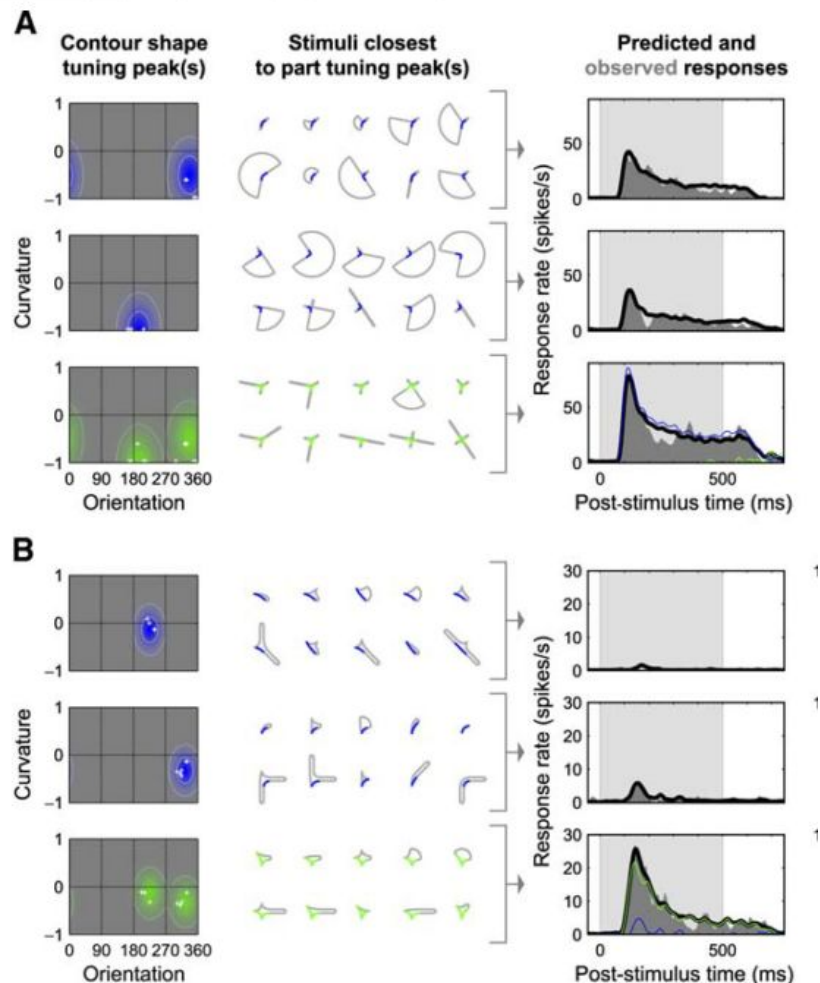 A
Contour shape
tuning peak(s)
Stimuli closest
to part tuning peak(s)
Predicted and
observed responses
1
0
−1
50
0
1
0
−1
50
0
1
0
−1
50
0
Curvature
Response rate (spikes/s)
0 90 180 270 360
Orientation
0 500
Post-stimulus time (ms)
B
1
0
−1
30
20
10
0
1
1
0
−1
30
20
10
0
1
1
0
−1
30
20
10
0
1
Curvature
Response rate (spikes/s)
0 90 180 270 360
Orientation
0 500
Post-stimulus time (ms)